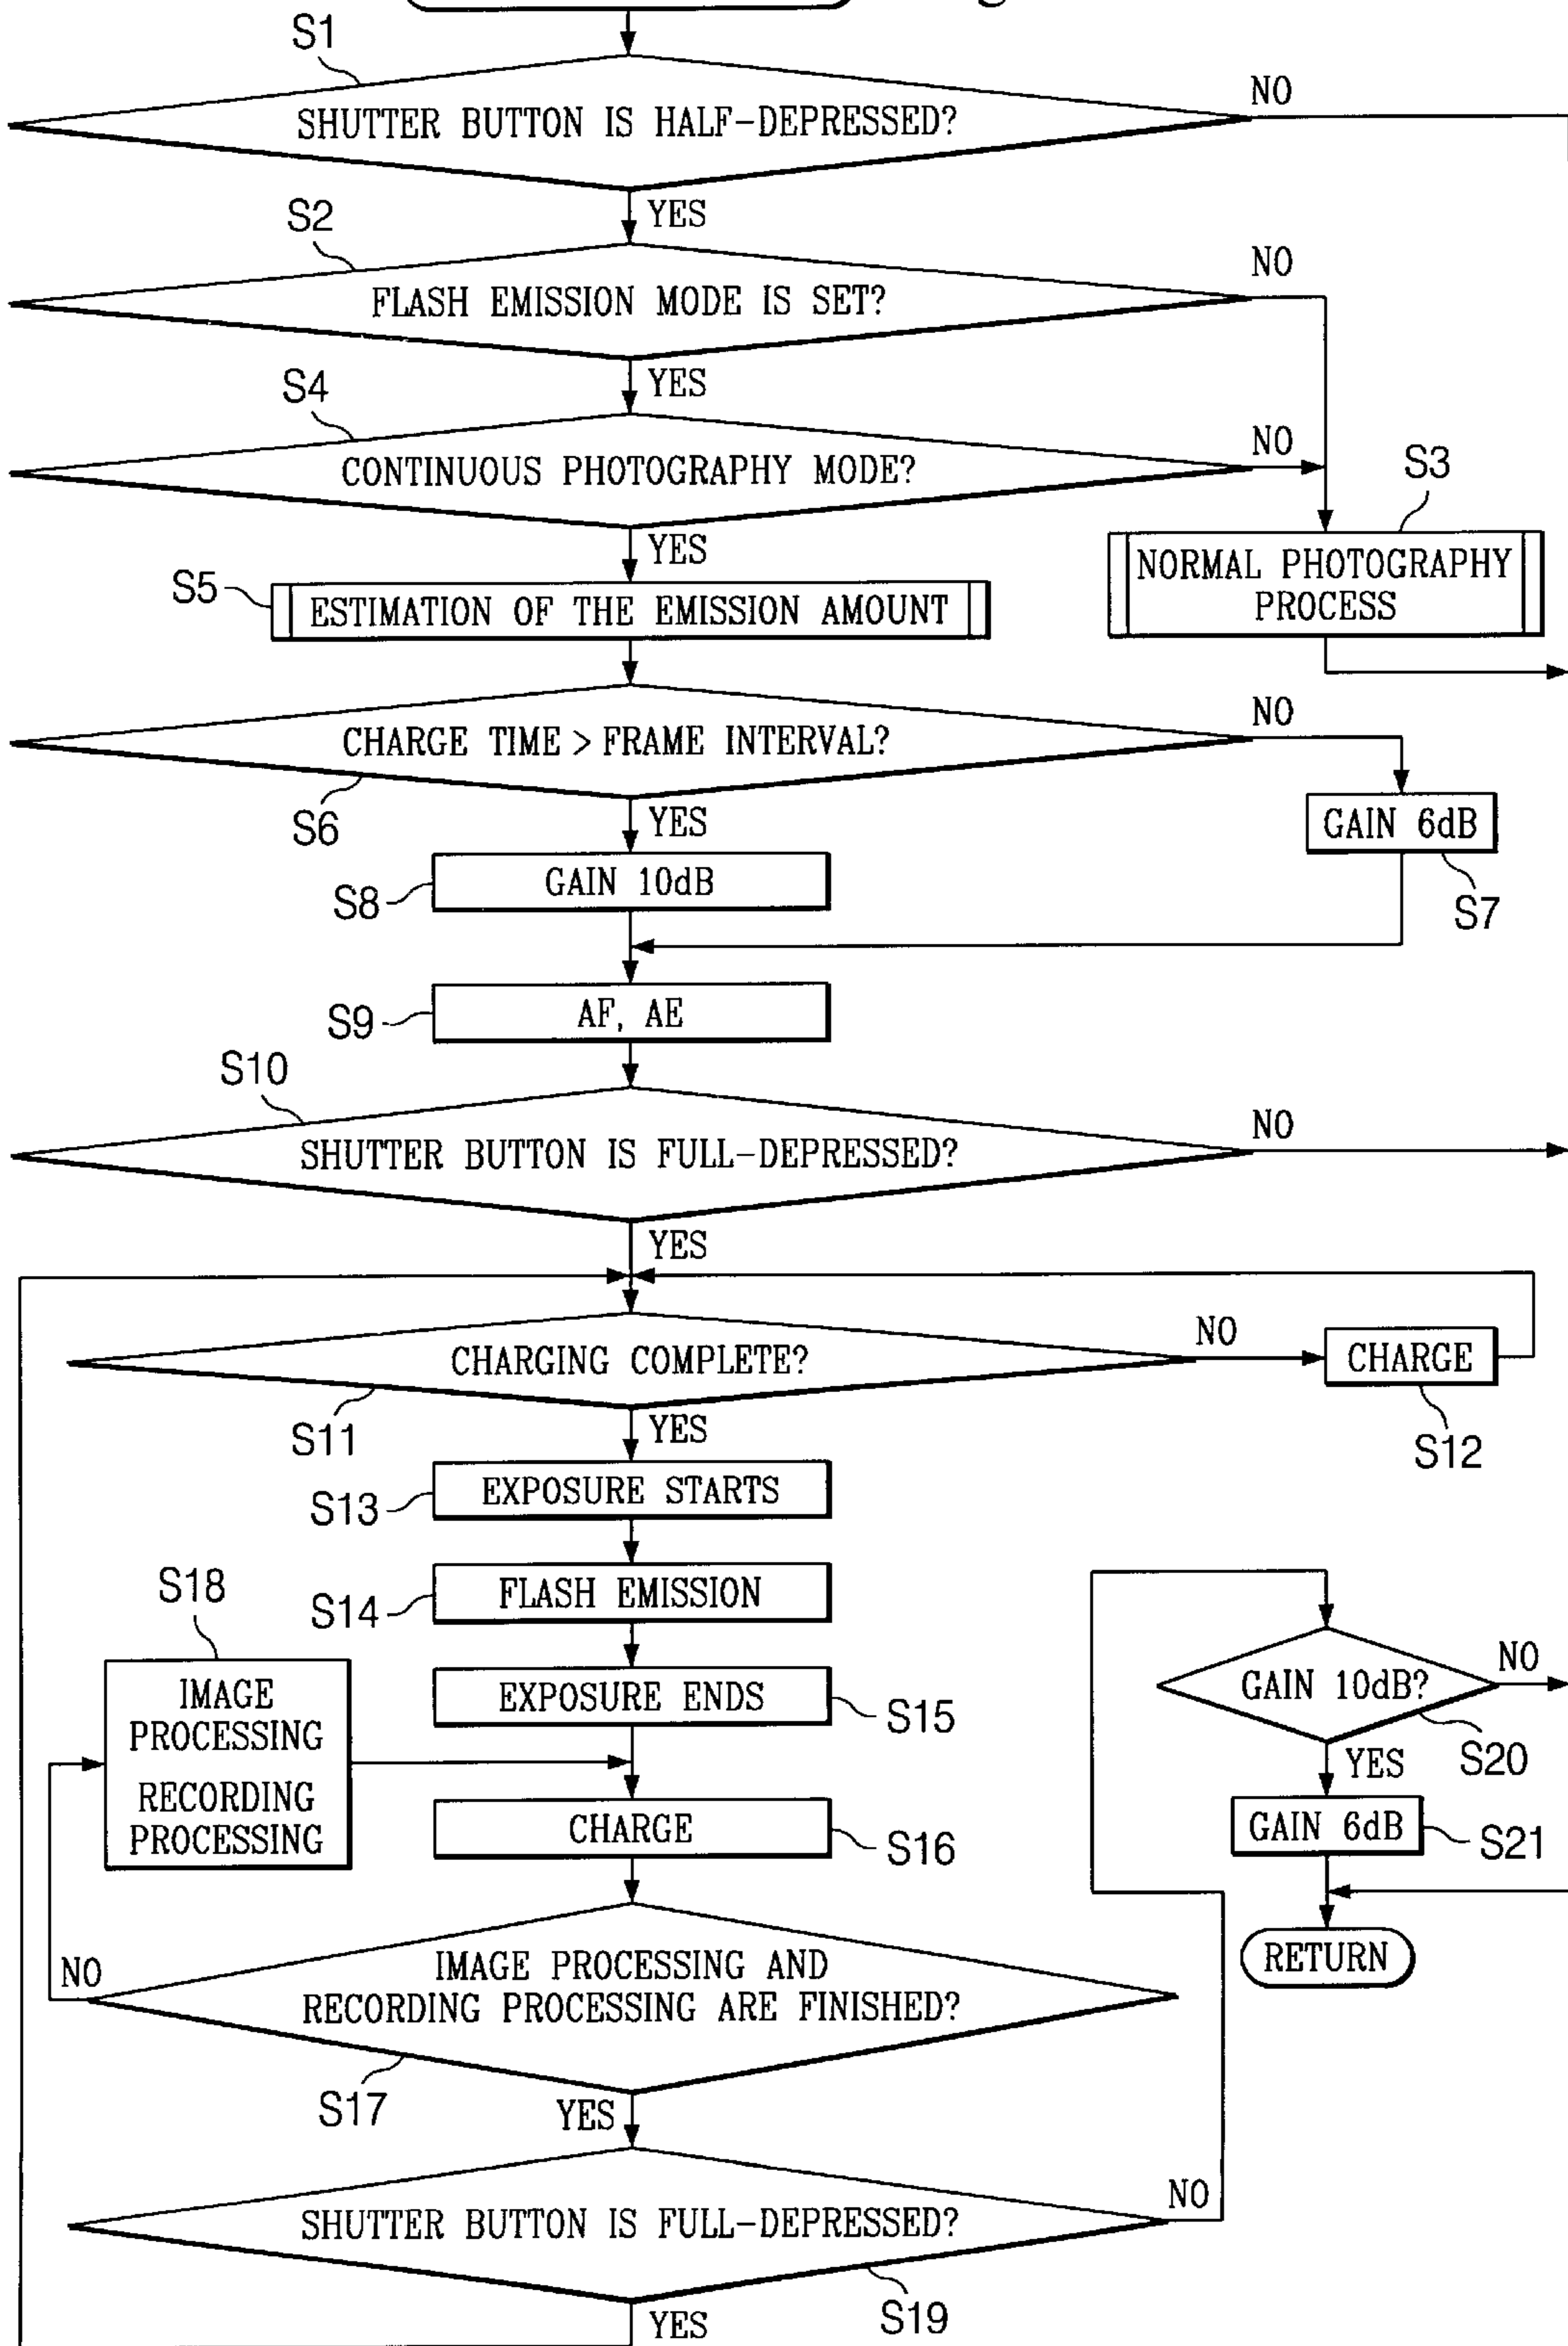 S1
SHUTTER BUTTON IS HALF-DEPRESSED?
NO
YES
S2
FLASH EMISSION MODE IS SET?
NO
YES
S4
CONTINUOUS PHOTOGRAPHY MODE?
NO
YES
S3
NORMAL PHOTOGRAPHY
PROCESS
S5
ESTIMATION OF THE EMISSION AMOUNT
CHARGE TIME > FRAME INTERVAL?
NO
S6
YES
GAIN 6dB
S7
S8
GAIN 10dB
S9
AF, AE
S10
SHUTTER BUTTON IS FULL-DEPRESSED?
NO
YES
CHARGING COMPLETE?
NO
CHARGE
S11
YES
S12
S13
EXPOSURE STARTS
S14
FLASH EMISSION
S18
IMAGE
PROCESSING
RECORDING
PROCESSING
EXPOSURE ENDS
S15
CHARGE
S16
GAIN 10dB?
NO
S20
YES
GAIN 6dB
S21
RETURN
NO
IMAGE PROCESSING AND
RECORDING PROCESSING ARE FINISHED?
S17
YES
SHUTTER BUTTON IS FULL-DEPRESSED?
NO
S19
YES